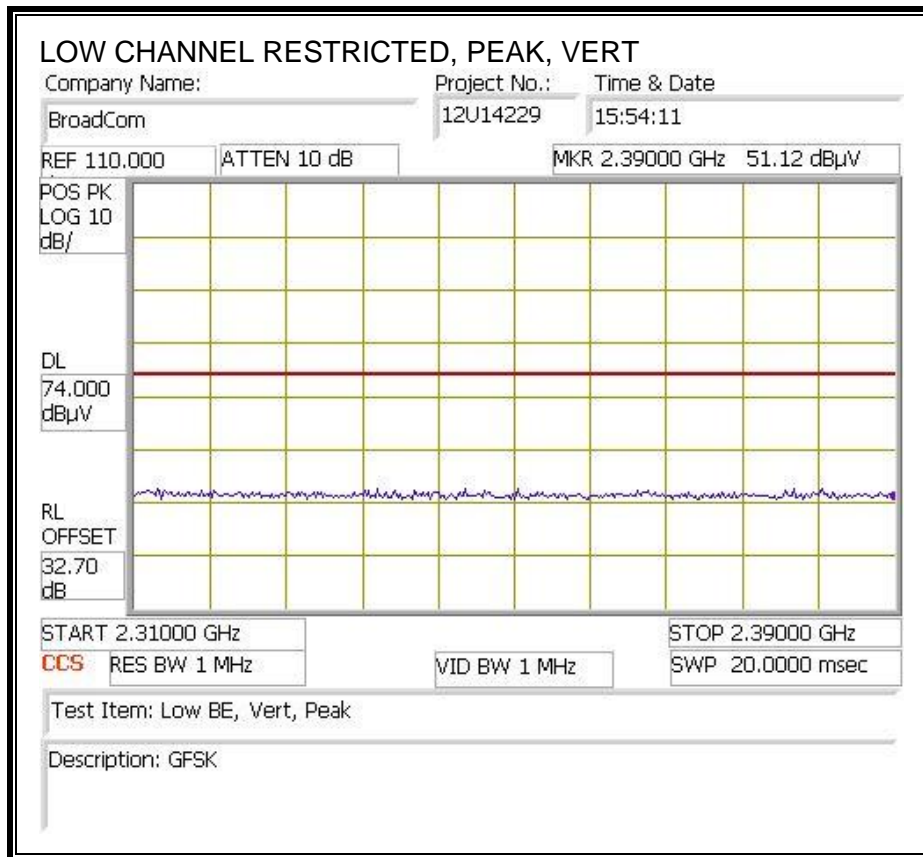 LOW CHANNEL RESTRICTED, PEAK, VERT
Company Name: Project No.: Time & Date
BroadCom 12U14229 15:54:11
REF 110.000 ATTEN 10 dB MKR 2.39000 GHz 51.12 dBµV
POS PK
LOG 10
dB/
DL
74.000
dBµV
RL
OFFSET
32.70
dB
START 2.31000 GHz STOP 2.39000 GHz
CCS RES BW 1 MHz VID BW 1 MHz SWP 20.0000 msec
Test Item: Low BE, Vert, Peak
Description: GFSK